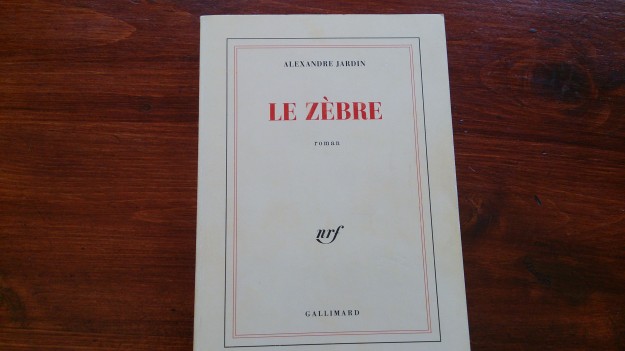 ALEXANDRE JARDIN
LE ZÈBRE
roman
nrf
GALLIMARD